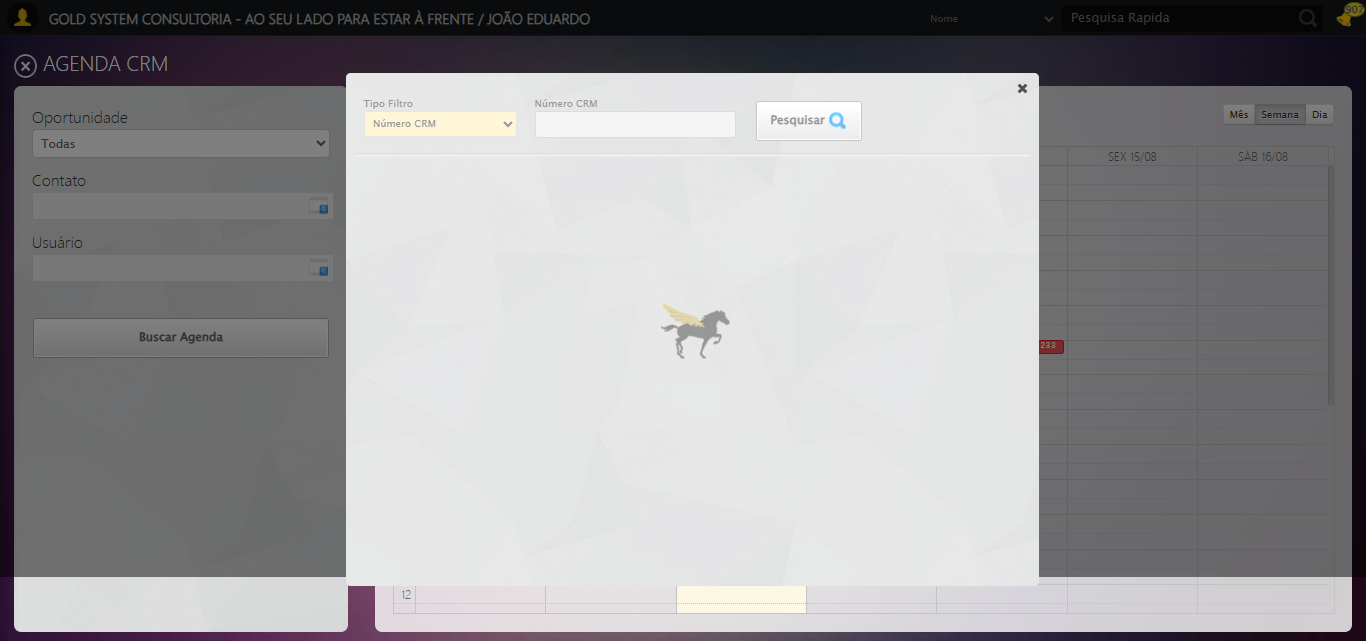 GOLD SYSTEM CONSULTORIA - AO SEU LADO PARA ESTAR À FRENTE / JOÃO EDUARDO
Nome
Pesquisa Rapida
907
AGENDA CRM
Oportunidade
Todas
Contato
Usuário
Buscar Agenda
Tipo Filtro
Número CRM
Número CRM
Pesquisar
Mês
Semana
Dia
SEX 15/08
SÁB 16/08
233
12